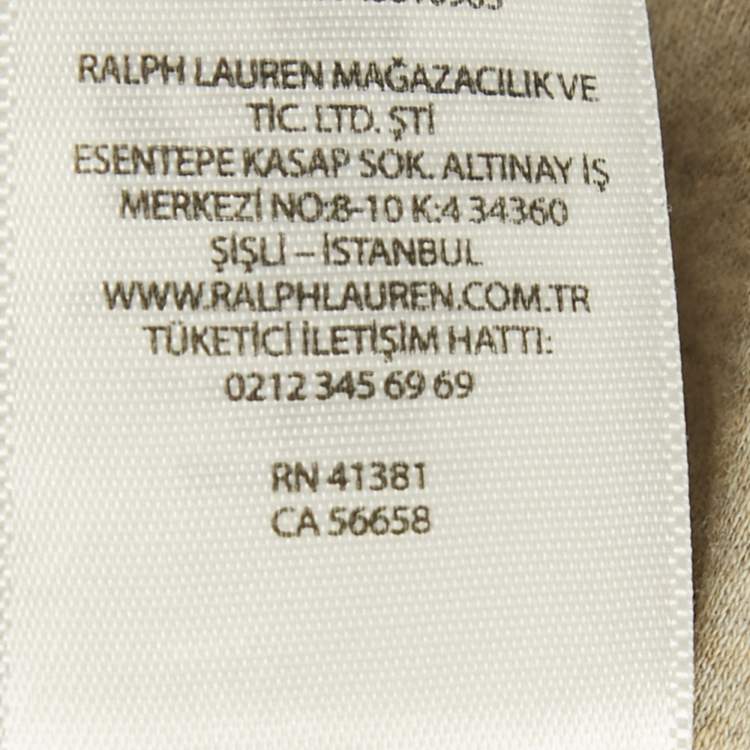 RALPH LAUREN MAĞAZACILIK VE
TİC. LTD. ŞTİ
ESENTEPE KASAP SOK. ALTINAY İŞ
MERKEZİ NO:8-10 K:4 34360
ŞİŞLİ – İSTANBUL
WWW.RALPHLAUREN.COM.TR
TÜKETİCİ İLETİŞİM HATTI:
0212 345 69 69
RN 41381
CA 56658